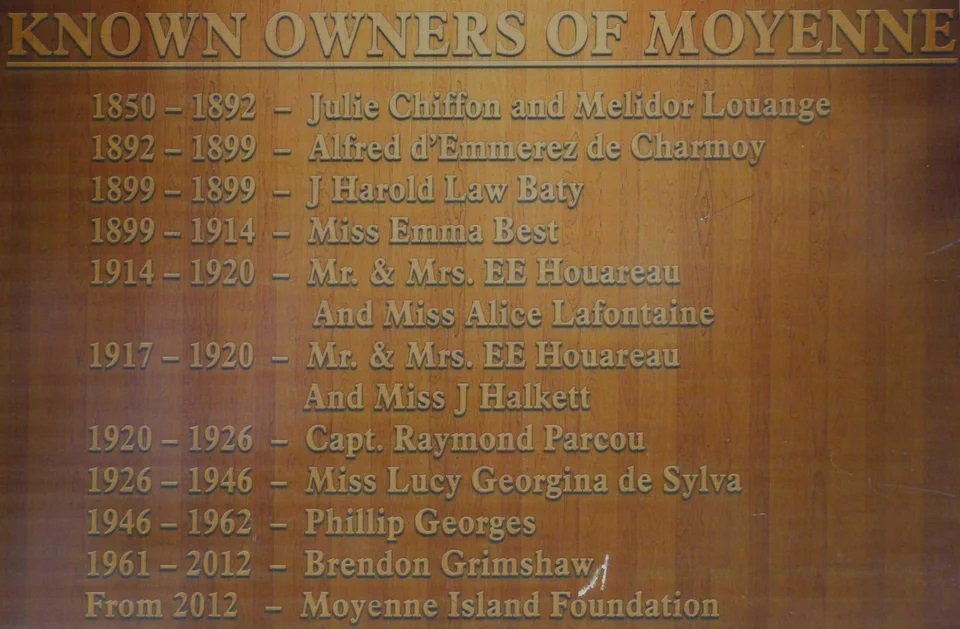 KNOWN OWNERS OF MOYENNE
1850 – 1892 – Julie Chiffon and Melidor Louange
1892 – 1899 – Alfred d'Emmerez de Charmoy
1899 – 1899 – J Harold Law Baty
1899 – 1914 – Miss Emma Best
1914 – 1920 – Mr. & Mrs. EE Houareau
And Miss Alice Lafontaine
1917 – 1920 – Mr. & Mrs. EE Houareau
And Miss J Halkett
1920 – 1926 – Capt. Raymond Parcou
1926 – 1946 – Miss Lucy Georgina de Sylva
1946 – 1962 – Phillip Georges
1961 – 2012 – Brendon Grimshaw
From 2012 – Moyenne Island Foundation